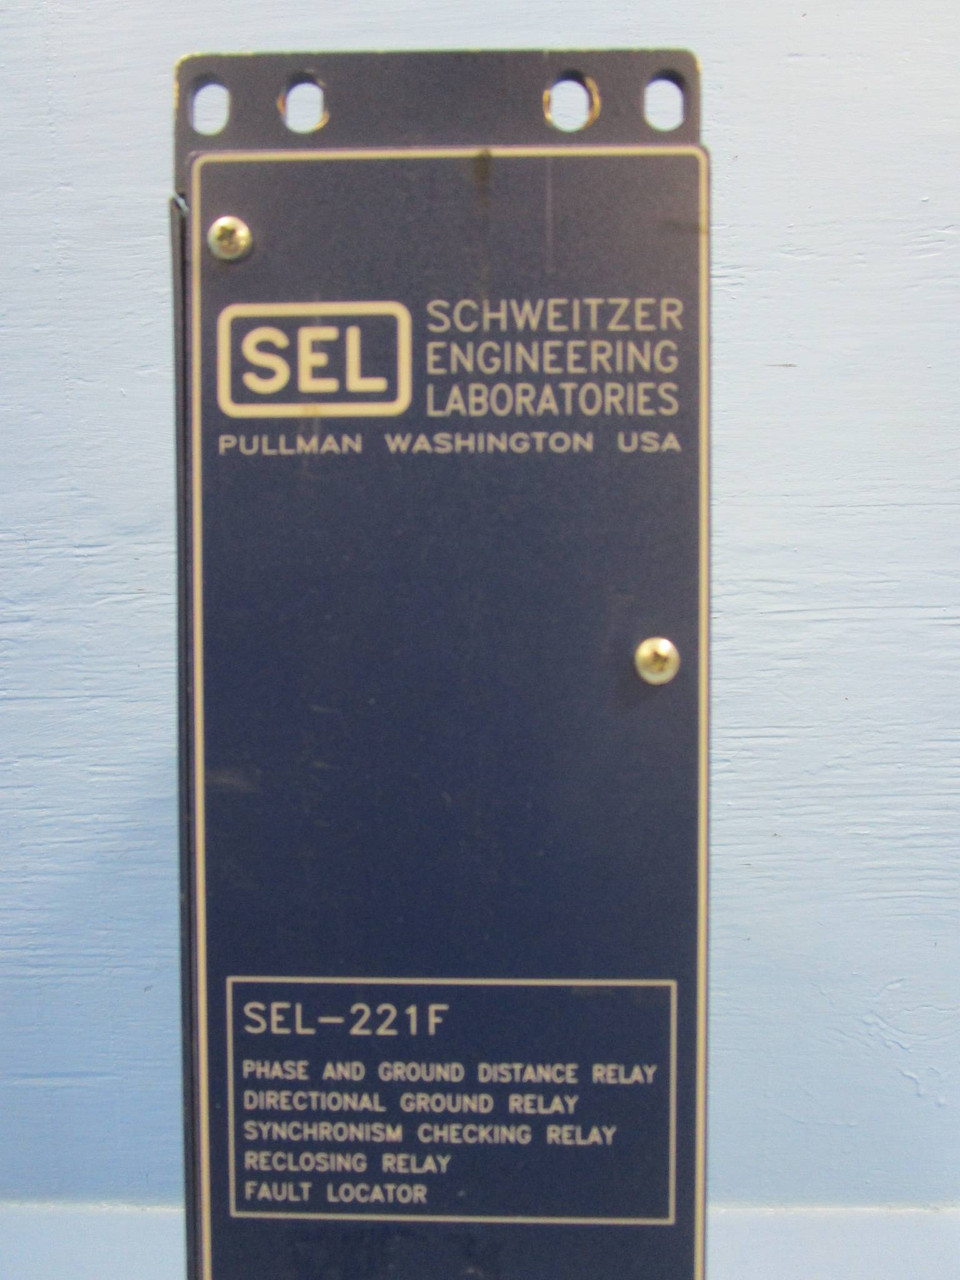 SEL
SCHWEITZER
ENGINEERING
LABORATORIES
PULLMAN WASHINGTON USA
SEL-221F
PHASE AND GROUND DISTANCE RELAY
DIRECTIONAL GROUND RELAY
SYNCHRONISM CHECKING RELAY
RECLOSING RELAY
FAULT LOCATOR